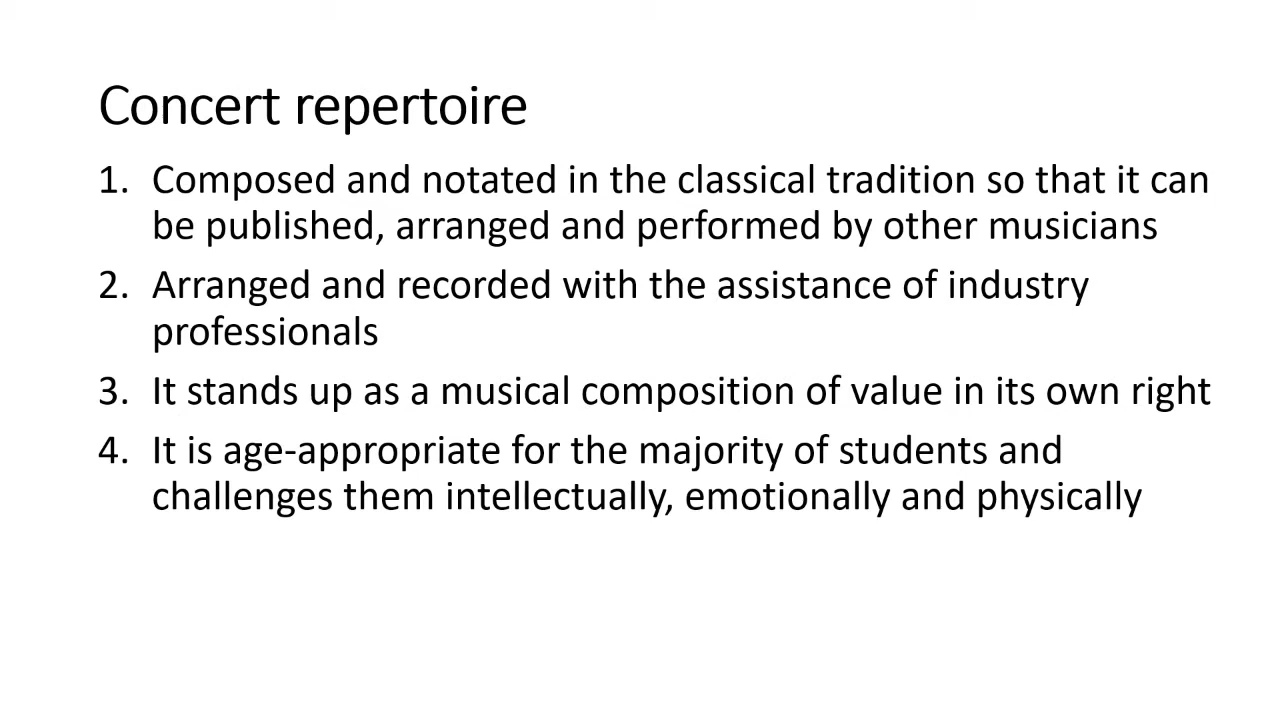 Concert repertoire
1. Composed and notated in the classical tradition so that it can
be published, arranged and performed by other musicians
2. Arranged and recorded with the assistance of industry
professionals
3. It stands up as a musical composition of value in its own right
4. It is age-appropriate for the majority of students and
challenges them intellectually, emotionally and physically